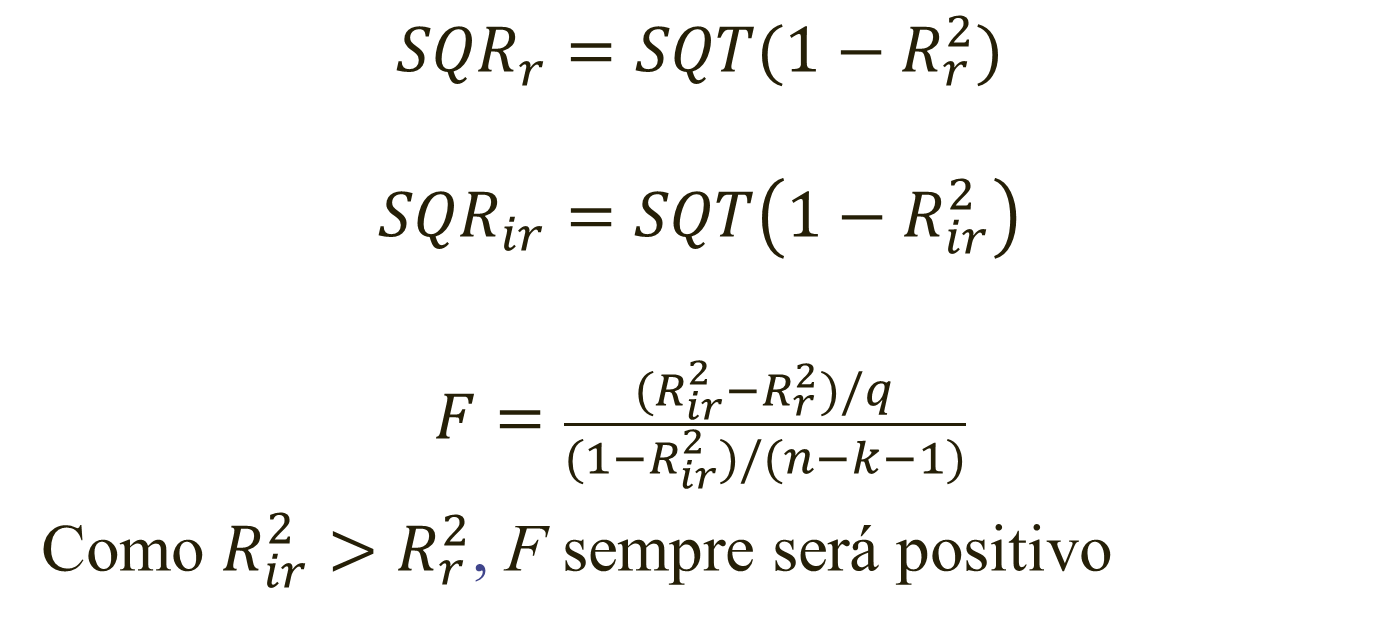 SQR_r = SQT(1 − R_r^2)
SQR_ir = SQT(1 − R_ir^2)
F = (R_ir^2−R_r^2)/q / (1−R_ir^2)/(n−k−1)
Como R_ir^2 > R_r^2, F sempre será positivo